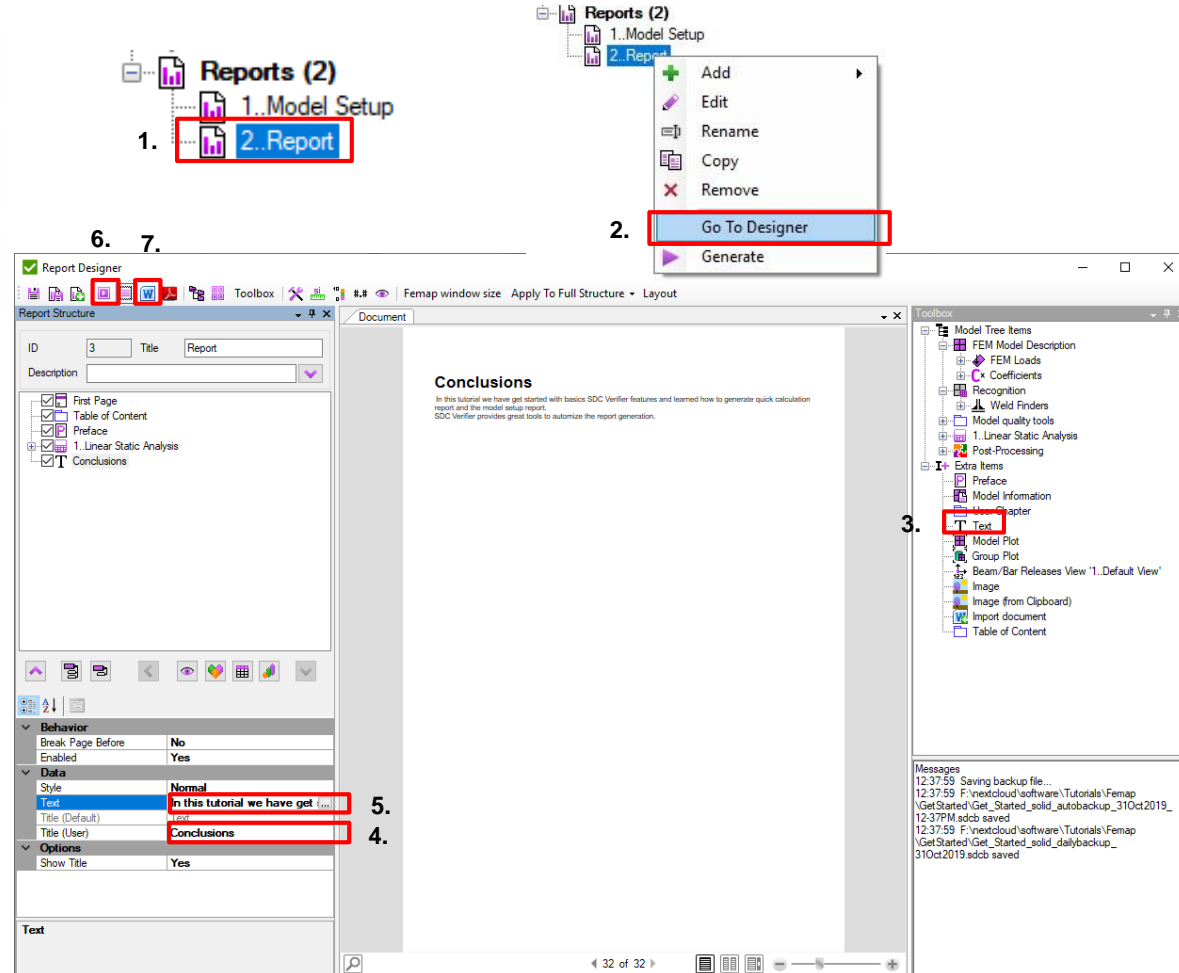 Reports (2)
1..Model Setup
1.
2..Report
Reports (2)
1..Model Setup
2..Report
Add
Edit
Rename
Copy
Remove
2.
Go To Designer
Generate
6.
7.
Report Designer
Toolbox
#.#
Femap window size
Apply To Full Structure
Layout
Report Structure
ID
3
Title
Report
Description
First Page
Table of Content
Preface
1..Linear Static Analysis
Conclusions
Behavior
Break Page Before
No
Enabled
Yes
Data
Style
Normal
Text
In this tutorial we have get s
...
5.
Title (Default)
Text
Title (User)
Conclusions
4.
Options
Show Title
Yes
Text
Document
Conclusions
In this tutorial we have get started with basics SDC Verifier features and learned how to generate quick calculation
report and the model setup report.
SDC Verifier provides great tools to automize the report generation.
32 of 32
Toolbox
Model Tree Items
FEM Model Description
FEM Loads
Coefficients
Recognition
Weld Finders
Model quality tools
1..Linear Static Analysis
Post-Processing
Extra Items
Preface
Model Information
User Chapter
3.
Text
Model Plot
Group Plot
Beam/Bar Releases View '1..Default View'
Image
Image (from Clipboard)
Import document
Table of Content
Messages
12:37:59 Saving backup file...
12:37:59 F:\nextcloud\software\Tutorials\Femap
\GetStarted\Get_Started_solid_autobackup_31Oct2019_
12-37PM.sdcb saved
12:37:59 F:\nextcloud\software\Tutorials\Femap
\GetStarted\Get_Started_solid_dailybackup_
31Oct2019.sdcb saved